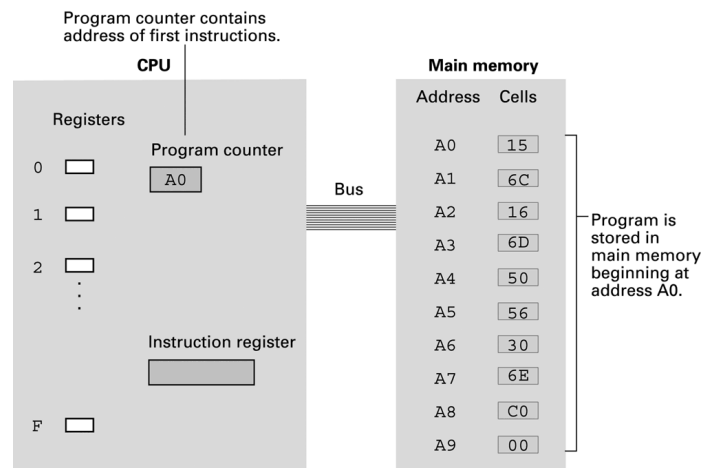 Program counter contains
address of first instructions.
CPU
Registers
0
1
2
F
Program counter
A0
Instruction register
Bus
Main memory
Address Cells
A0 15
A1 6C
A2 16
A3 6D
A4 50
A5 56
A6 30
A7 6E
A8 C0
A9 00
Program is
stored in
main memory
beginning at
address A0.